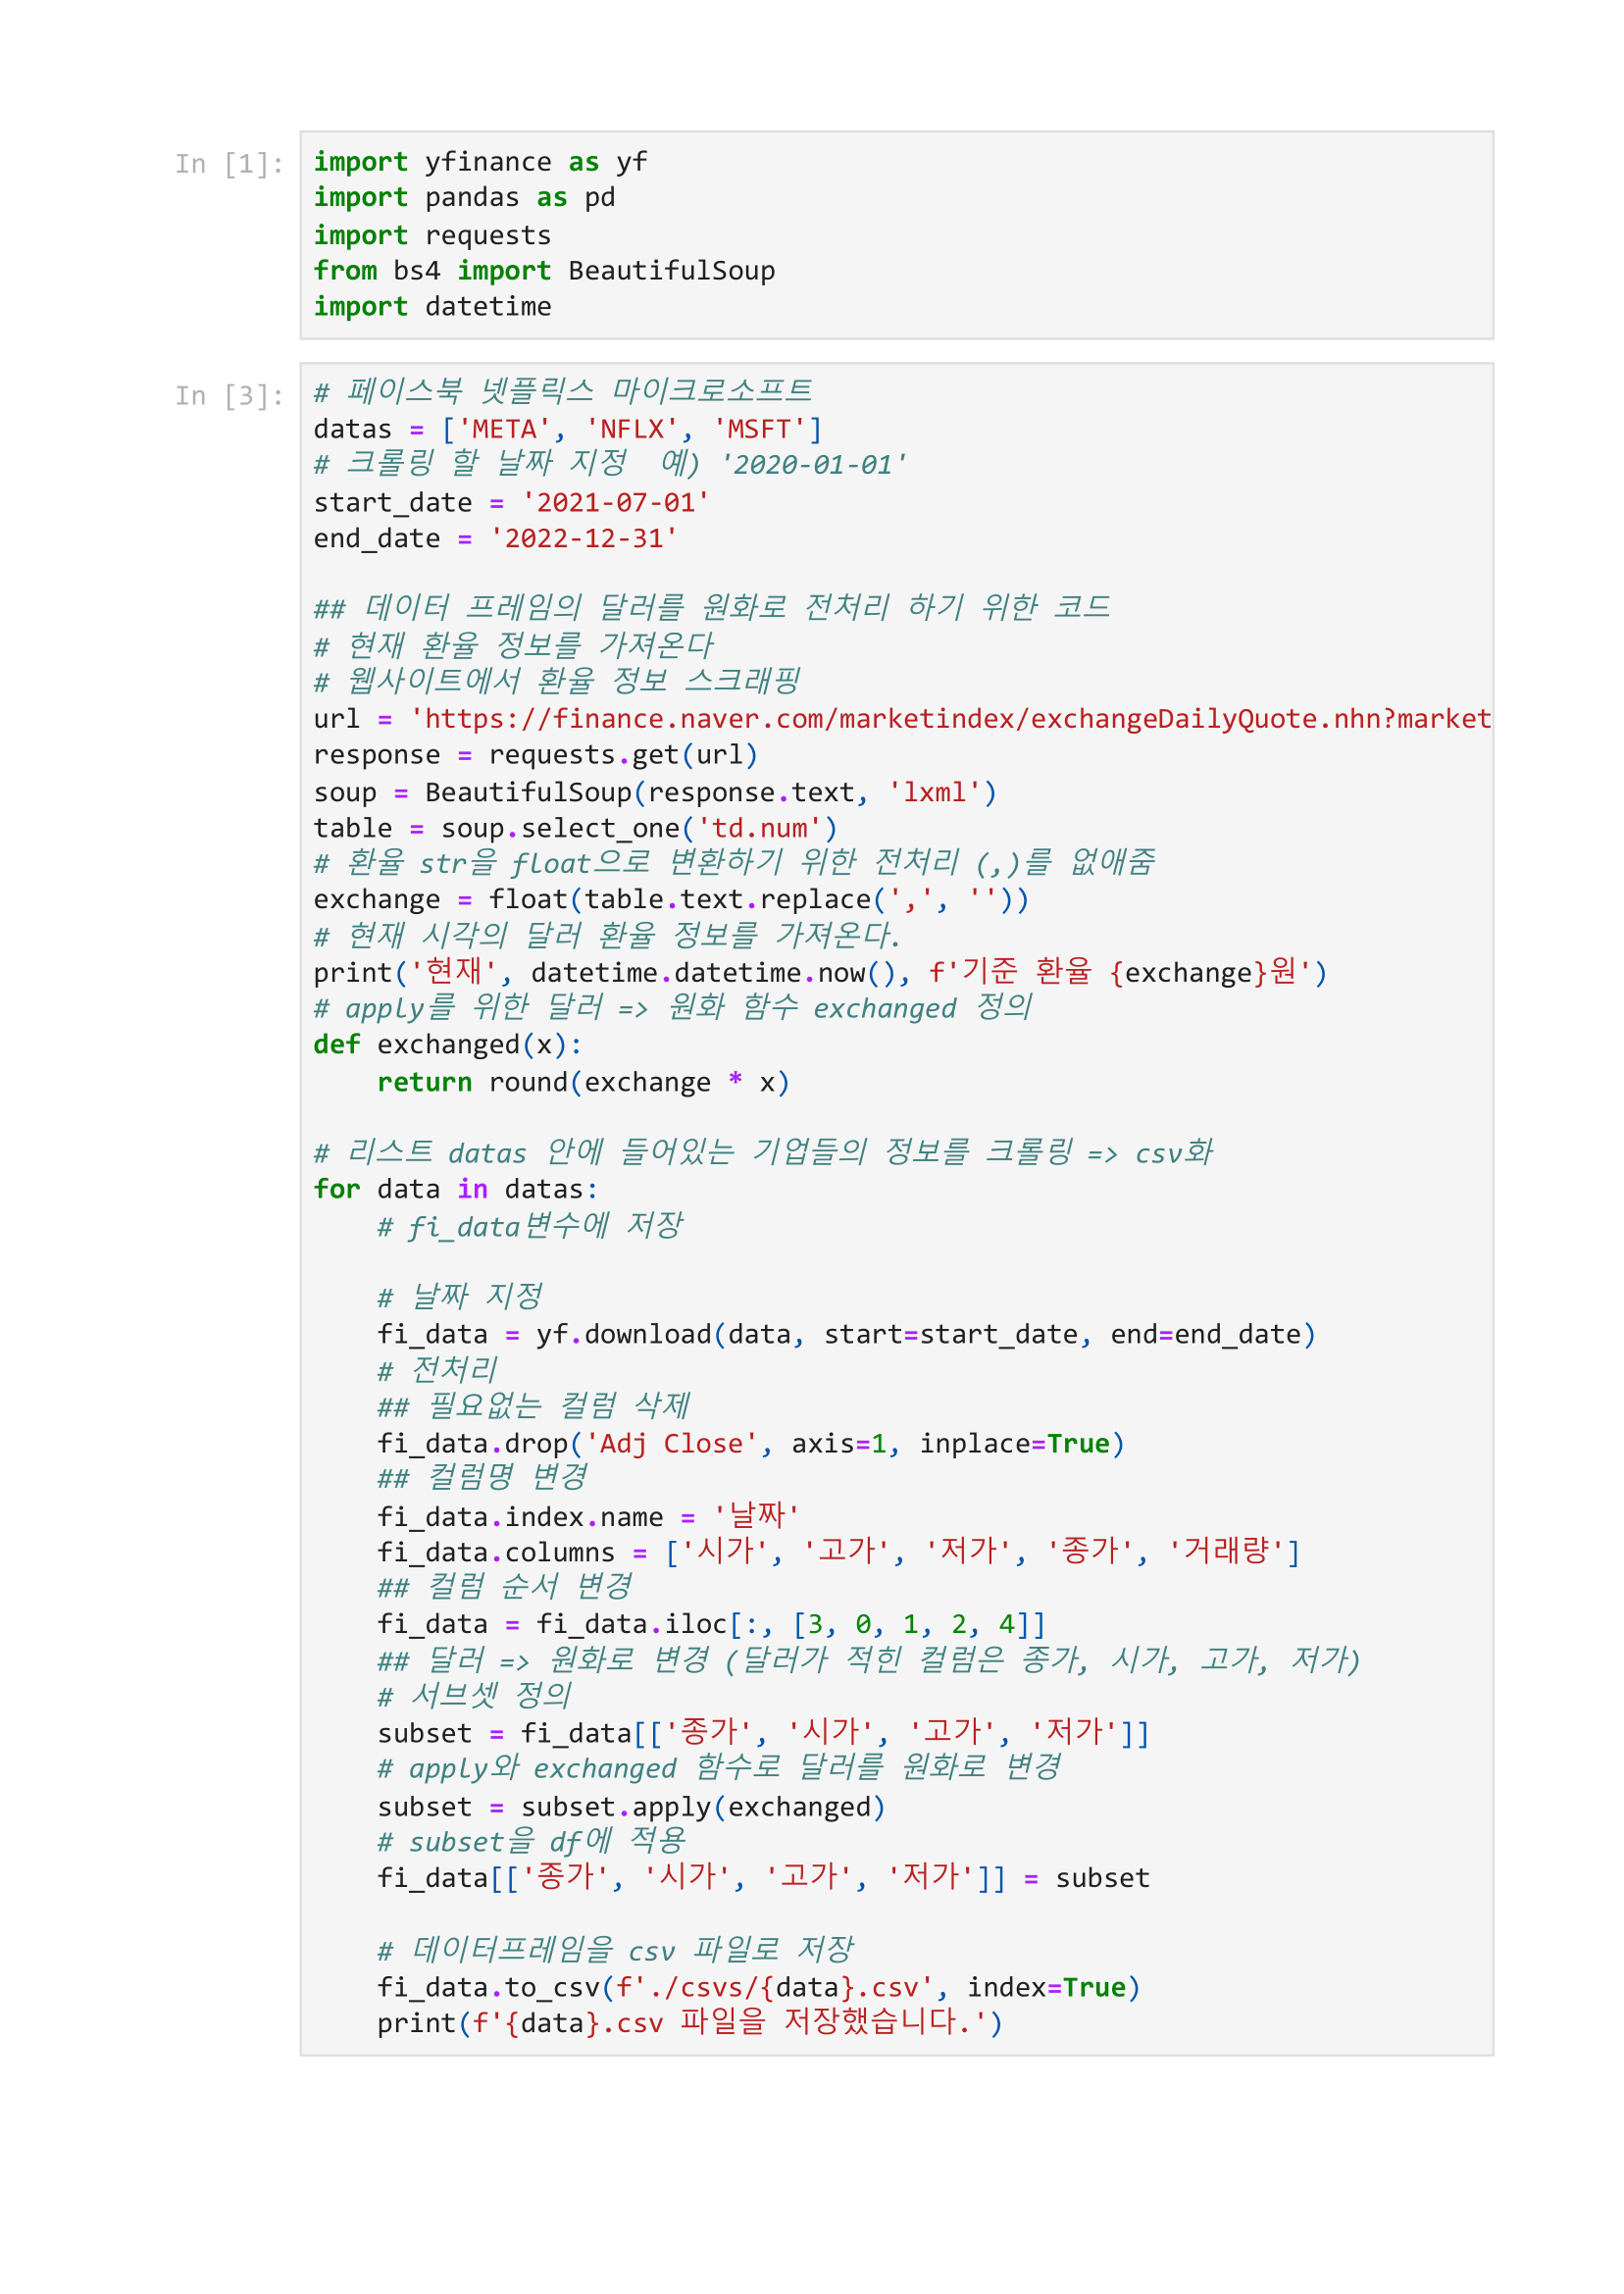 In [1]:
import yfinance as yf
import pandas as pd
import requests
from bs4 import BeautifulSoup
import datetime
In [3]:
# 페이스북 넷플릭스 마이크로소프트
datas = ['META', 'NFLX', 'MSFT']
# 크롤링 할 날짜 지정  예) '2020-01-01'
start_date = '2021-07-01'
end_date = '2022-12-31'
## 데이터 프레임의 달러를 원화로 전처리 하기 위한 코드
# 현재 환율 정보를 가져온다
# 웹사이트에서 환율 정보 스크래핑
url = 'https://finance.naver.com/marketindex/exchangeDailyQuote.nhn?market
response = requests.get(url)
soup = BeautifulSoup(response.text, 'lxml')
table = soup.select_one('td.num')
# 환율 str을 float으로 변환하기 위한 전처리 (,)를 없애줌
exchange = float(table.text.replace(',', ''))
# 현재 시각의 달러 환율 정보를 가져온다.
print('현재', datetime.datetime.now(), f'기준 환율 {exchange}원')
# apply를 위한 달러 => 원화 함수 exchanged 정의
def exchanged(x):
    return round(exchange * x)
# 리스트 datas 안에 들어있는 기업들의 정보를 크롤링 => csv화
for data in datas:
    # fi_data변수에 저장
    # 날짜 지정
    fi_data = yf.download(data, start=start_date, end=end_date)
    # 전처리
    ## 필요없는 컬럼 삭제
    fi_data.drop('Adj Close', axis=1, inplace=True)
    ## 컬럼명 변경
    fi_data.index.name = '날짜'
    fi_data.columns = ['시가', '고가', '저가', '종가', '거래량']
    ## 컬럼 순서 변경
    fi_data = fi_data.iloc[:, [3, 0, 1, 2, 4]]
    ## 달러 => 원화로 변경 (달러가 적힌 컬럼은 종가, 시가, 고가, 저가)
    # 서브셋 정의
    subset = fi_data[['종가', '시가', '고가', '저가']]
    # apply와 exchanged 함수로 달러를 원화로 변경
    subset = subset.apply(exchanged)
    # subset을 df에 적용
    fi_data[['종가', '시가', '고가', '저가']] = subset
    # 데이터프레임을 csv 파일로 저장
    fi_data.to_csv(f'./csvs/{data}.csv', index=True)
    print(f'{data}.csv 파일을 저장했습니다.')